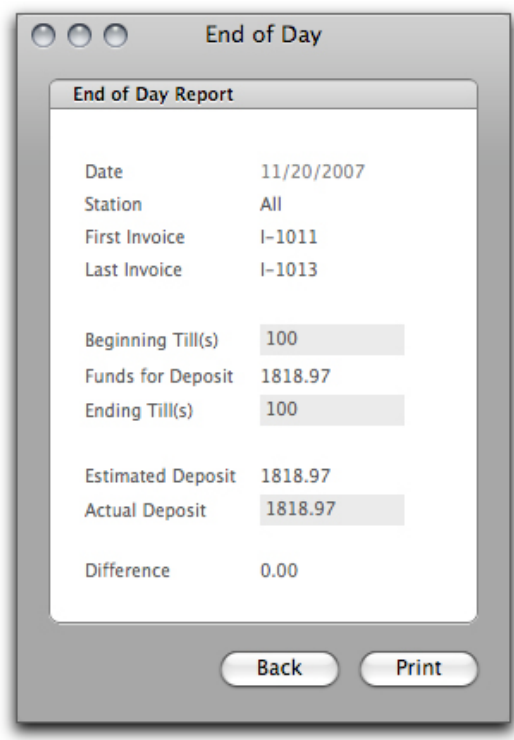 End of Day
End of Day Report
Date 11/20/2007
Station All
First Invoice I-1011
Last Invoice I-1013
Beginning Till(s) 100
Funds for Deposit 1818.97
Ending Till(s) 100
Estimated Deposit 1818.97
Actual Deposit 1818.97
Difference 0.00
Back Print